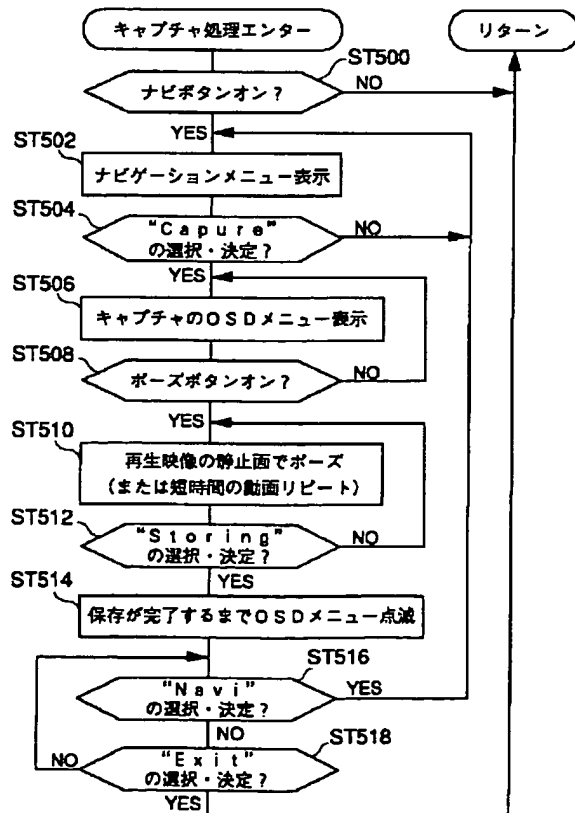 キャプチャ処理エンター
リターン
ST500
ナビボタンオン？
NO
YES
ST502
ナビゲーションメニュー表示
ST504
“Capure”
の選択・決定？
NO
YES
ST506
キャプチャのOSDメニュー表示
ST508
ポーズボタンオン？
NO
YES
ST510
再生映像の静止面でポーズ
（または短時間の動面リピート）
ST512
“Storing”
の選択・決定？
NO
YES
ST514
保存が完了するまでOSDメニュー点滅
ST516
“Navi”
の選択・決定？
YES
NO
ST518
“Exit”
の選択・決定？
NO
YES